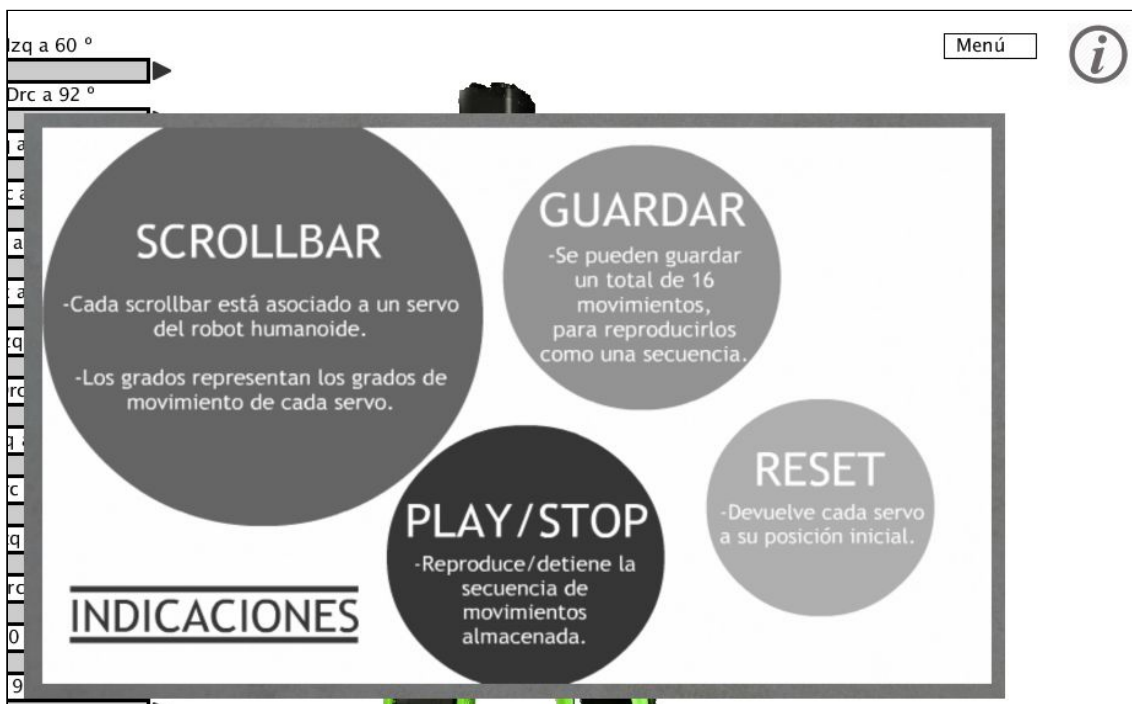 Izq a 60 º
Menú
i
Drc a 92 º
SCROLLBAR
-Cada scrollbar está asociado a un servo
del robot humanoide.
-Los grados representan los grados de
movimiento de cada servo.
GUARDAR
-Se pueden guardar
un total de 16
movimientos,
para reproducirlos
como una secuencia.
PLAY/STOP
-Reproduce/detiene la
secuencia de
movimientos
almacenada.
RESET
-Devuelve cada servo
a su posición inicial.
INDICACIONES